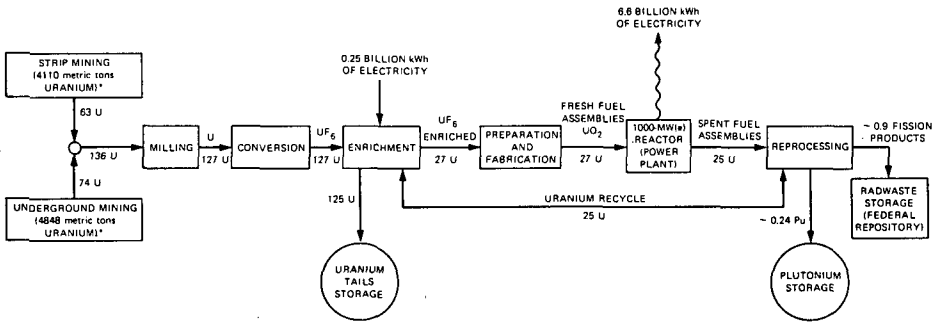 6.6 BILLION kWh
OF ELECTRICITY
STRIP MINING
(4110 metric tons
URANIUM)*
0.25 BILLION kWh
OF ELECTRICITY
63 U
136 U
74 U
UNDERGROUND MINING
(4848 metric tons
URANIUM)*
MILLING
U
127 U
CONVERSION
UF6
127 U
ENRICHMENT
UF6
ENRICHED
27 U
PREPARATION
AND
FABRICATION
FRESH FUEL
ASSEMBLIES
UO2
27 U
1000-MW(e)
REACTOR
(POWER
PLANT)
SPENT FUEL
ASSEMBLIES
25 U
REPROCESSING
~ 0.9 FISSION
PRODUCTS
RADWASTE
STORAGE
(FEDERAL
REPOSITORY)
125 U
URANIUM RECYCLE
25 U
~ 0.24 Pu
URANIUM
TAILS
STORAGE
PLUTONIUM
STORAGE